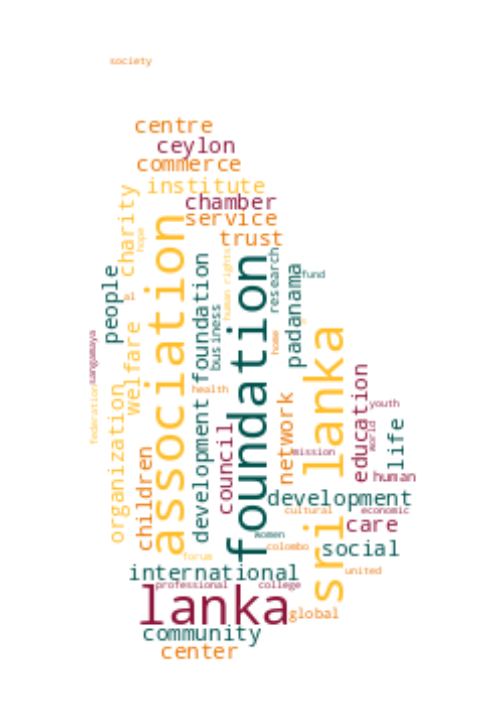 society
centre
ceylon
commerce
institute
chamber
service
trust
charity
hope
association
people
al
sangamaya
federation
welfare
organization
children
development foundation
business
human rights
research
home
foundation
padanama
fund
health
council
network
mission
sri lanka
education
youth
world
life
human
development
cultural
economic
care
women
colombo
social
forum
international
united
professional
college
lanka
global
community
center